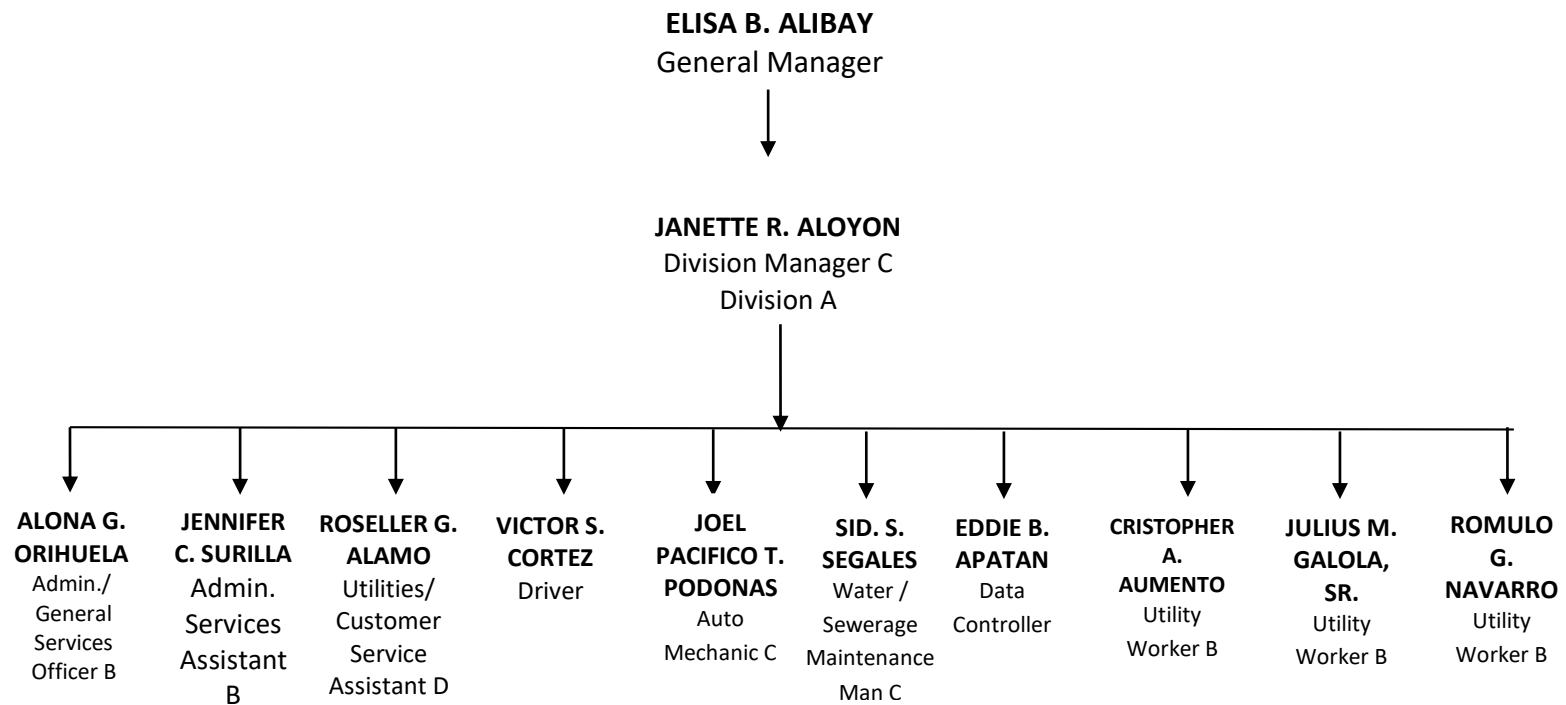 ELISA B. ALIBAY
General Manager
JANETTE R. ALOYON
Division Manager C
Division A
ALONA G.
ORIHUELA
Admin./
General
Services
Officer B
JENNIFER
C. SURILLA
Admin.
Services
Assistant
B
ROSELLER G.
ALAMO
Utilities/
Customer
Service
Assistant D
VICTOR S.
CORTEZ
Driver
JOEL
PACIFICO T.
PODONAS
Auto
Mechanic C
SID. S.
SEGALES
Water /
Sewerage
Maintenance
Man C
EDDIE B.
APATAN
Data
Controller
CRISTOPHER
A.
AUMENTO
Utility
Worker B
JULIUS M.
GALOLA,
SR.
Utility
Worker B
ROMULO
G.
NAVARRO
Utility
Worker B